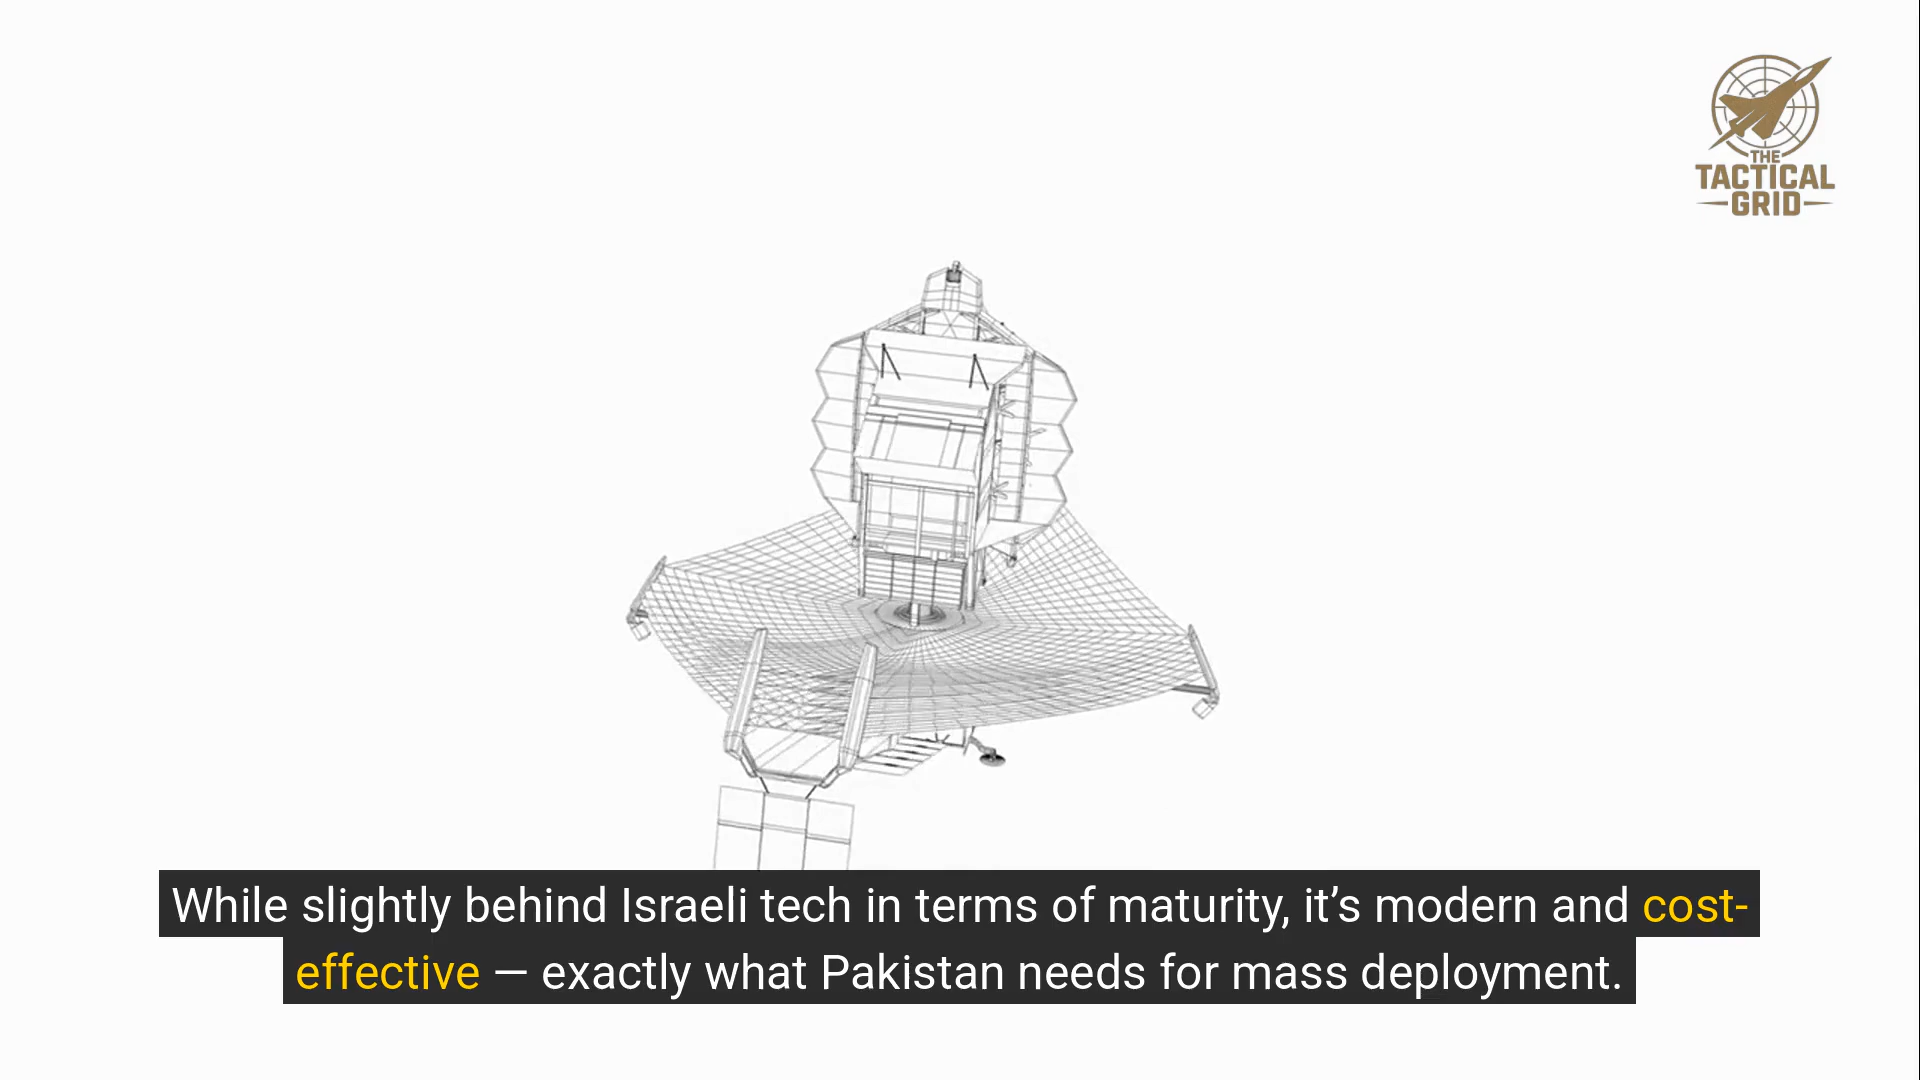 THE
TACTICAL
GRID
While slightly behind Israeli tech in terms of maturity, it’s modern and cost-
effective — exactly what Pakistan needs for mass deployment.